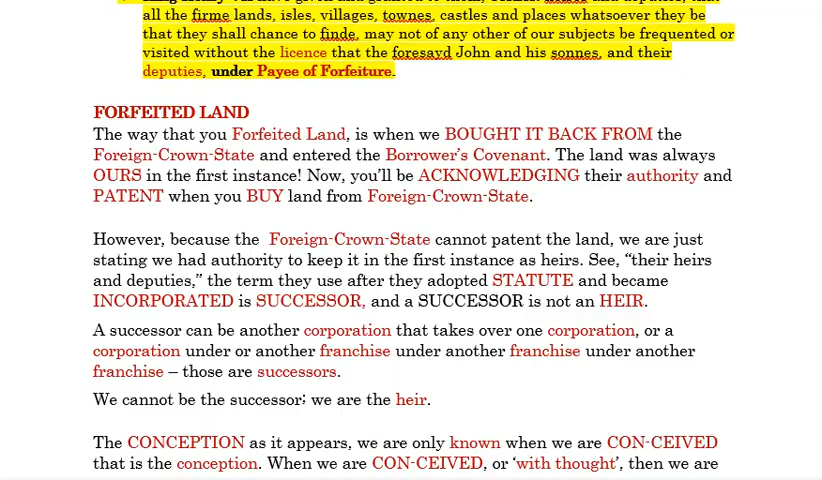 all the firme lands, isles, villages, townes, castles and places whatsoever they be
that they shall chance to finde, may not of any other of our subjects be frequented or
visited without the licence that the foresayd John and his sonnes, and their
deputies, under Payee of Forfeiture.
FORFEITED LAND
The way that you Forfeited Land, is when we BOUGHT IT BACK FROM the
Foreign-Crown-State and entered the Borrower's Covenant. The land was always
OURS in the first instance! Now, you'll be ACKNOWLEDGING their authority and
PATENT when you BUY land from Foreign-Crown-State.
However, because the Foreign-Crown-State cannot patent the land, we are just
stating we had authority to keep it in the first instance as heirs. See, "their heirs
and deputies," the term they use after they adopted STATUTE and became
INCORPORATED is SUCCESSOR, and a SUCCESSOR is not an HEIR.
A successor can be another corporation that takes over one corporation, or a
corporation under or another franchise under another franchise under another
franchise – those are successors.
We cannot be the successor; we are the heir.
The CONCEPTION as it appears, we are only known when we are CON-CEIVED
that is the conception. When we are CON-CEIVED, or 'with thought', then we are